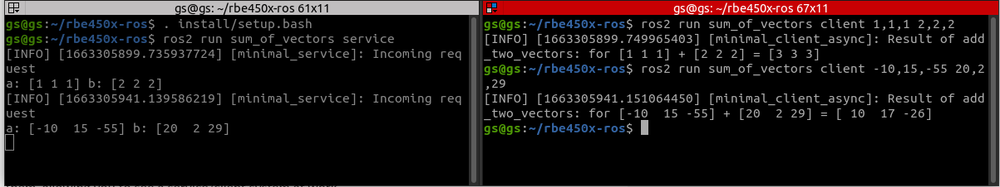 gs@gs: ~/rbe450x-ros 61x11
gs@gs:~/rbe450x-ros$ . install/setup.bash
gs@gs:~/rbe450x-ros$ ros2 run sum_of_vectors service
[INFO] [1663305899.735937724] [minimal_service]: Incoming req
uest
a: [1 1 1] b: [2 2 2]
[INFO] [1663305941.139586219] [minimal_service]: Incoming req
uest
a: [-10  15 -55] b: [20  2 29]
gs@gs: ~/rbe450x-ros 67x11
gs@gs:~/rbe450x-ros$ ros2 run sum_of_vectors client 1,1,1 2,2,2
[INFO] [1663305899.749965403] [minimal_client_async]: Result of add
_two_vectors: for [1 1 1] + [2 2 2] = [3 3 3]
gs@gs:~/rbe450x-ros$ ros2 run sum_of_vectors client -10,15,-55 20,2
,29
[INFO] [1663305941.151064450] [minimal_client_async]: Result of add
_two_vectors: for [-10  15 -55] + [20  2 29] = [ 10  17 -26]
gs@gs:~/rbe450x-ros$